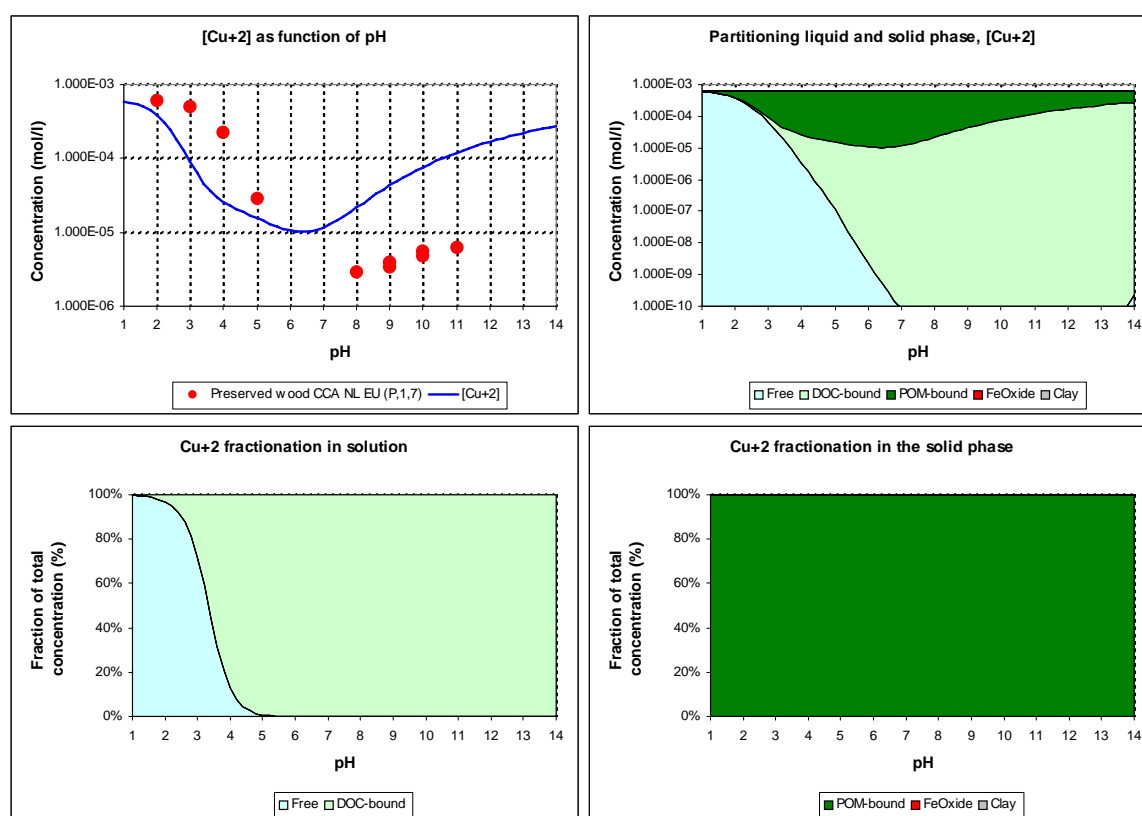 [Cu+2] as function of pH
1.000E-03
1.000E-04
1.000E-05
1.000E-06
Concentration (mol/l)
1 2 3 4 5 6 7 8 9 10 11 12 13 14
pH
Preserved wood CCA NL EU (P,1,7) [Cu+2]
Partitioning liquid and solid phase, [Cu+2]
1.000E-03
1.000E-04
1.000E-05
1.000E-06
1.000E-07
1.000E-08
1.000E-09
1.000E-10
Concentration (mol/l)
1 2 3 4 5 6 7 8 9 10 11 12 13 14
pH
Free DOC-bound POM-bound FeOxide Clay
Cu+2 fractionation in solution
100%
80%
60%
40%
20%
0%
Fraction of total
concentration (%)
1 2 3 4 5 6 7 8 9 10 11 12 13 14
pH
Free DOC-bound
Cu+2 fractionation in the solid phase
100%
80%
60%
40%
20%
0%
Fraction of total
concentration (%)
1 2 3 4 5 6 7 8 9 10 11 12 13 14
pH
POM-bound FeOxide Clay